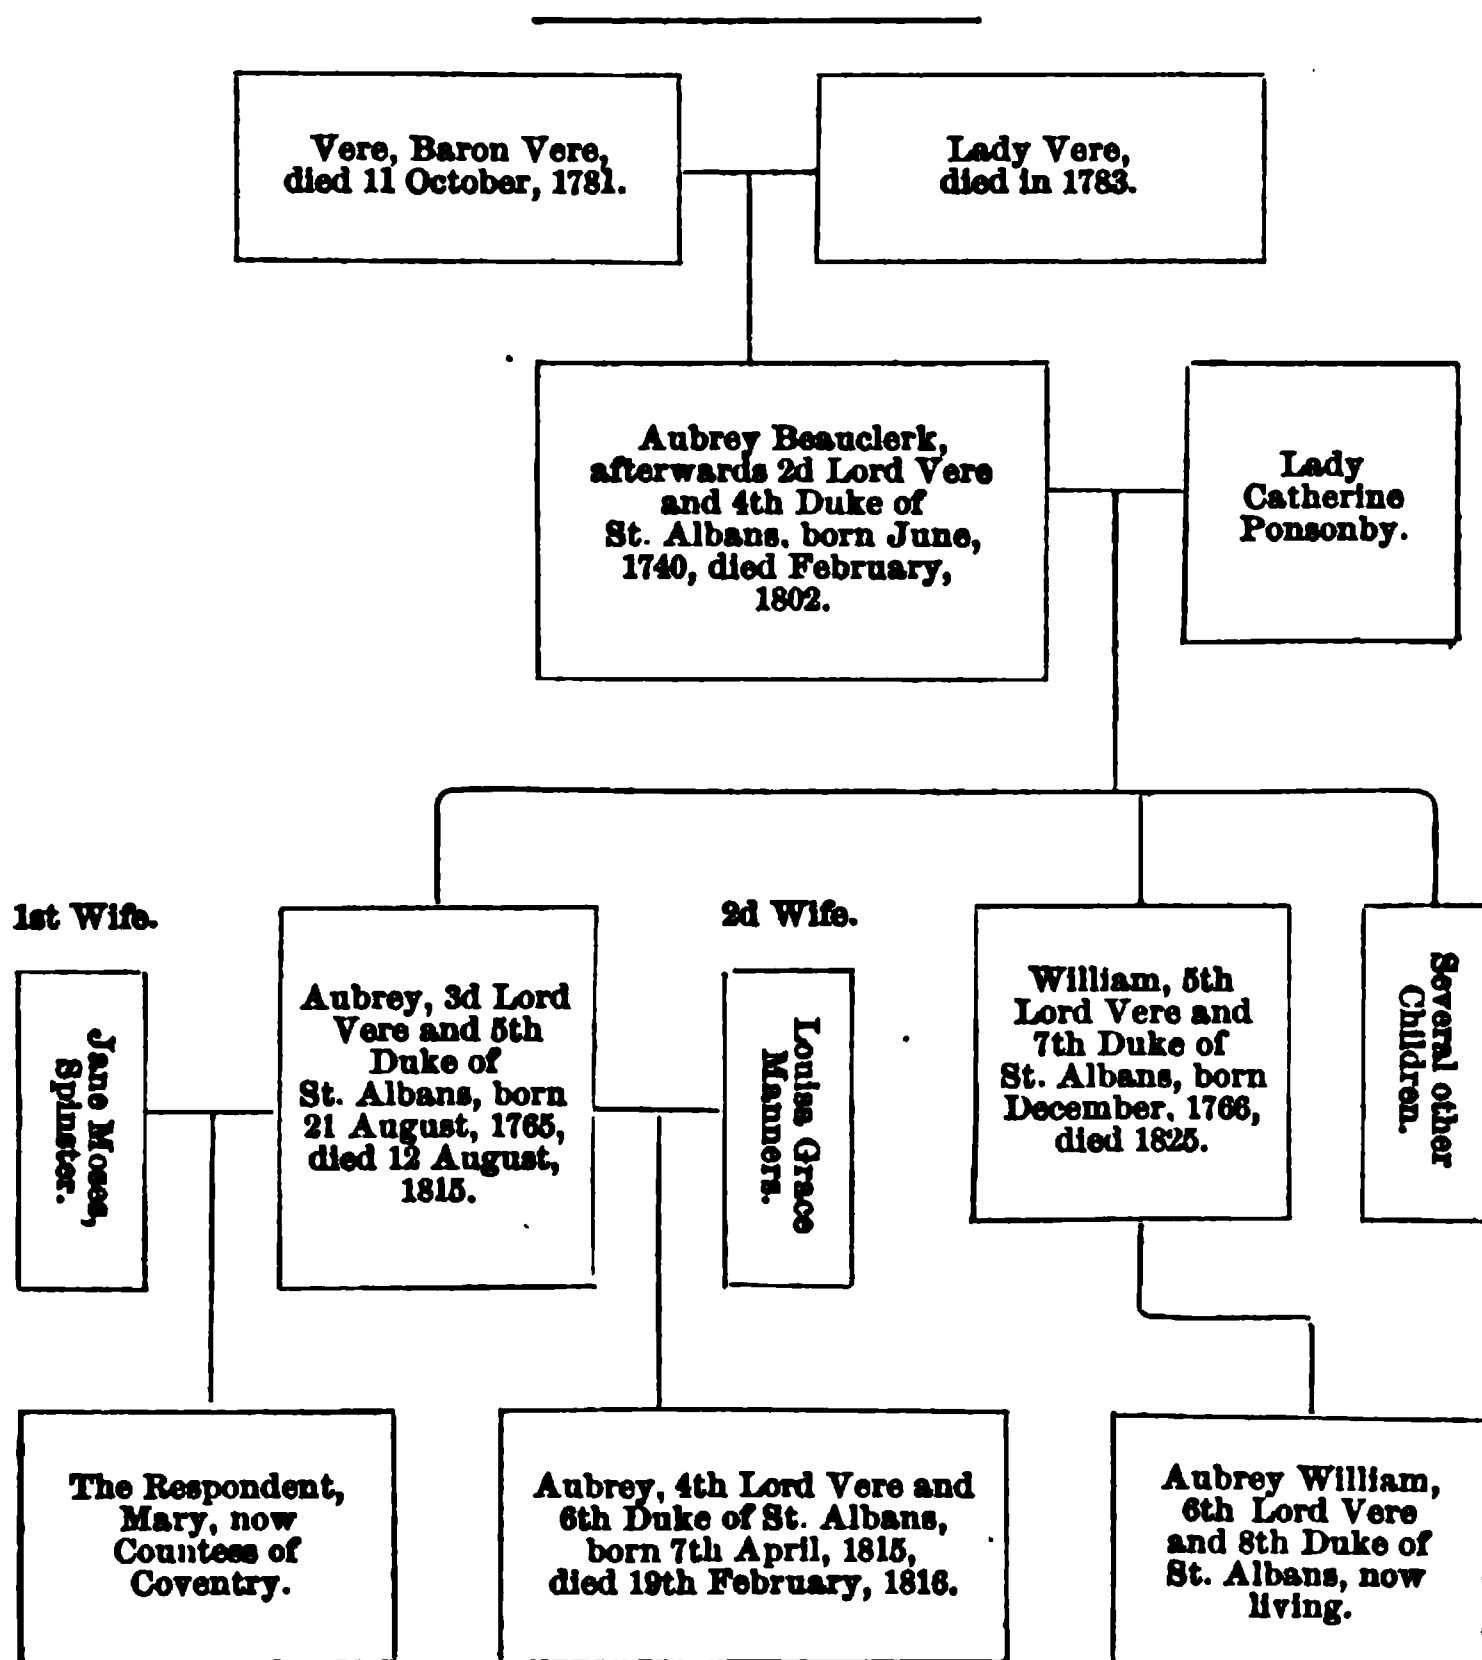 Vere, Baron Vere,
died 11 October, 1781.
Lady Vere,
died in 1783.
Aubrey Beauclerk,
afterwards 2d Lord Vere
and 4th Duke of
St. Albans, born June,
1740, died February,
1802.
Lady
Catherine
Ponsonby.
1st Wife.
Jane Moses,
Spinster.
Aubrey, 3d Lord
Vere and 5th
Duke of
St. Albans, born
21 August, 1765,
died 12 August,
1815.
2d Wife.
Louisa Grace
Manners.
William, 5th
Lord Vere and
7th Duke of
St. Albans, born
December, 1766,
died 1825.
Several other
Children.
The Respondent,
Mary, now
Countess of
Coventry.
Aubrey, 4th Lord Vere and
6th Duke of St. Albans,
born 7th April, 1815,
died 19th February, 1816.
Aubrey William,
6th Lord Vere
and 8th Duke of
St. Albans, now
living.